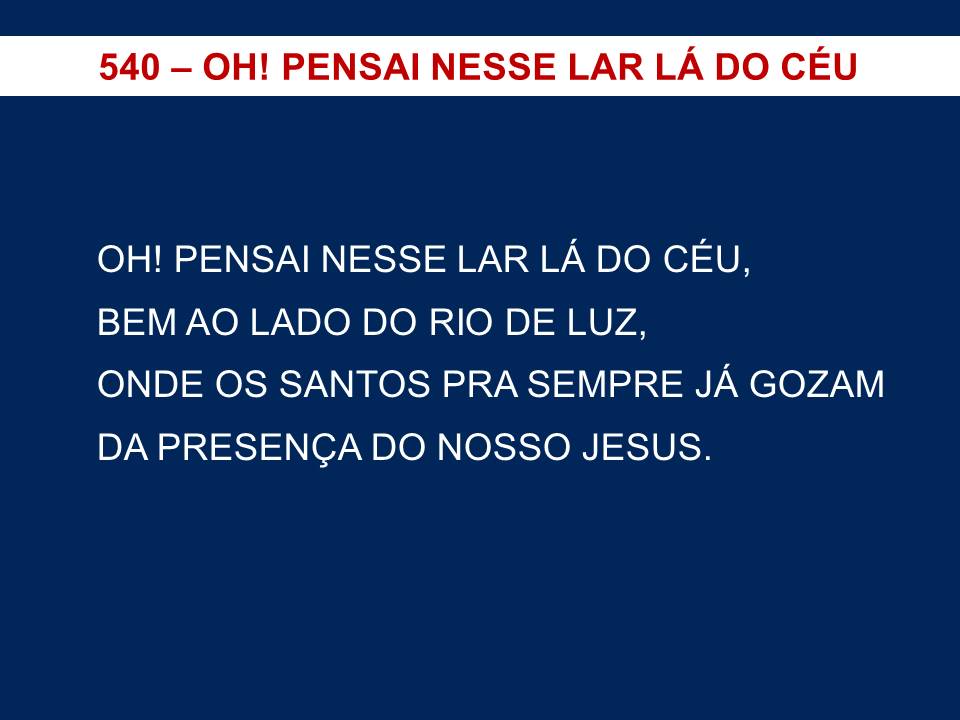 540 – OH! PENSAI NESSE LAR LÁ DO CÉU
OH! PENSAI NESSE LAR LÁ DO CÉU,
BEM AO LADO DO RIO DE LUZ,
ONDE OS SANTOS PRA SEMPRE JÁ GOZAM
DA PRESENÇA DO NOSSO JESUS.